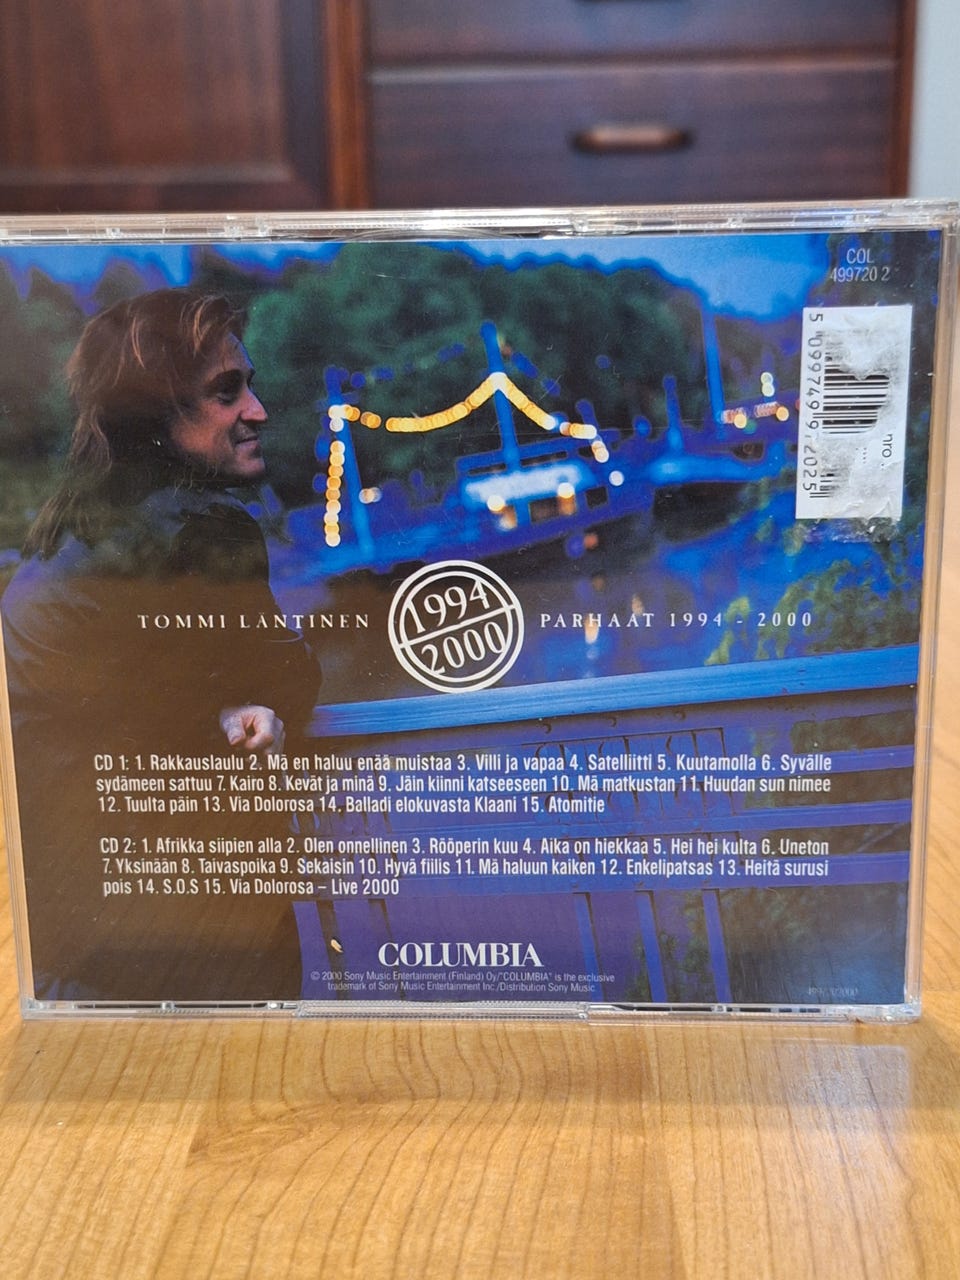 COL
499720 2
5 099749 972025
nro
TOMMI LÄNTINEN
1994
2000
PARHAAT 1994 - 2000
CD 1: 1. Rakkauslaulu 2. Mä en haluu enää muistaa 3. Villi ja vapaa 4. Satelliitti 5. Kuutamolla 6. Syvälle
sydämeen sattuu 7. Kairo 8. Kevät ja minä 9. Jäin kiinni katseeseen 10. Mä matkustan 11. Huudan sun nimee
12. Tuulta päin 13. Via Dolorosa 14. Balladi elokuvasta Klaani 15. Atomitie
CD 2: 1. Afrikka siipien alla 2. Olen onnellinen 3. Rööperin kuu 4. Aika on hiekkaa 5. Hei hei kulta 6. Uneton
7. Yksinään 8. Taivaspoika 9. Sekaisin 10. Hyvä fiilis 11. Mä haluun kaiken 12. Enkelipatsas 13. Heitä surusi
pois 14. S.O.S 15. Via Dolorosa – Live 2000
COLUMBIA
© 2000 Sony Music Entertainment (Finland) Oy/"COLUMBIA" is the exclusive
trademark of Sony Music Entertainment Inc./Distribution Sony Music